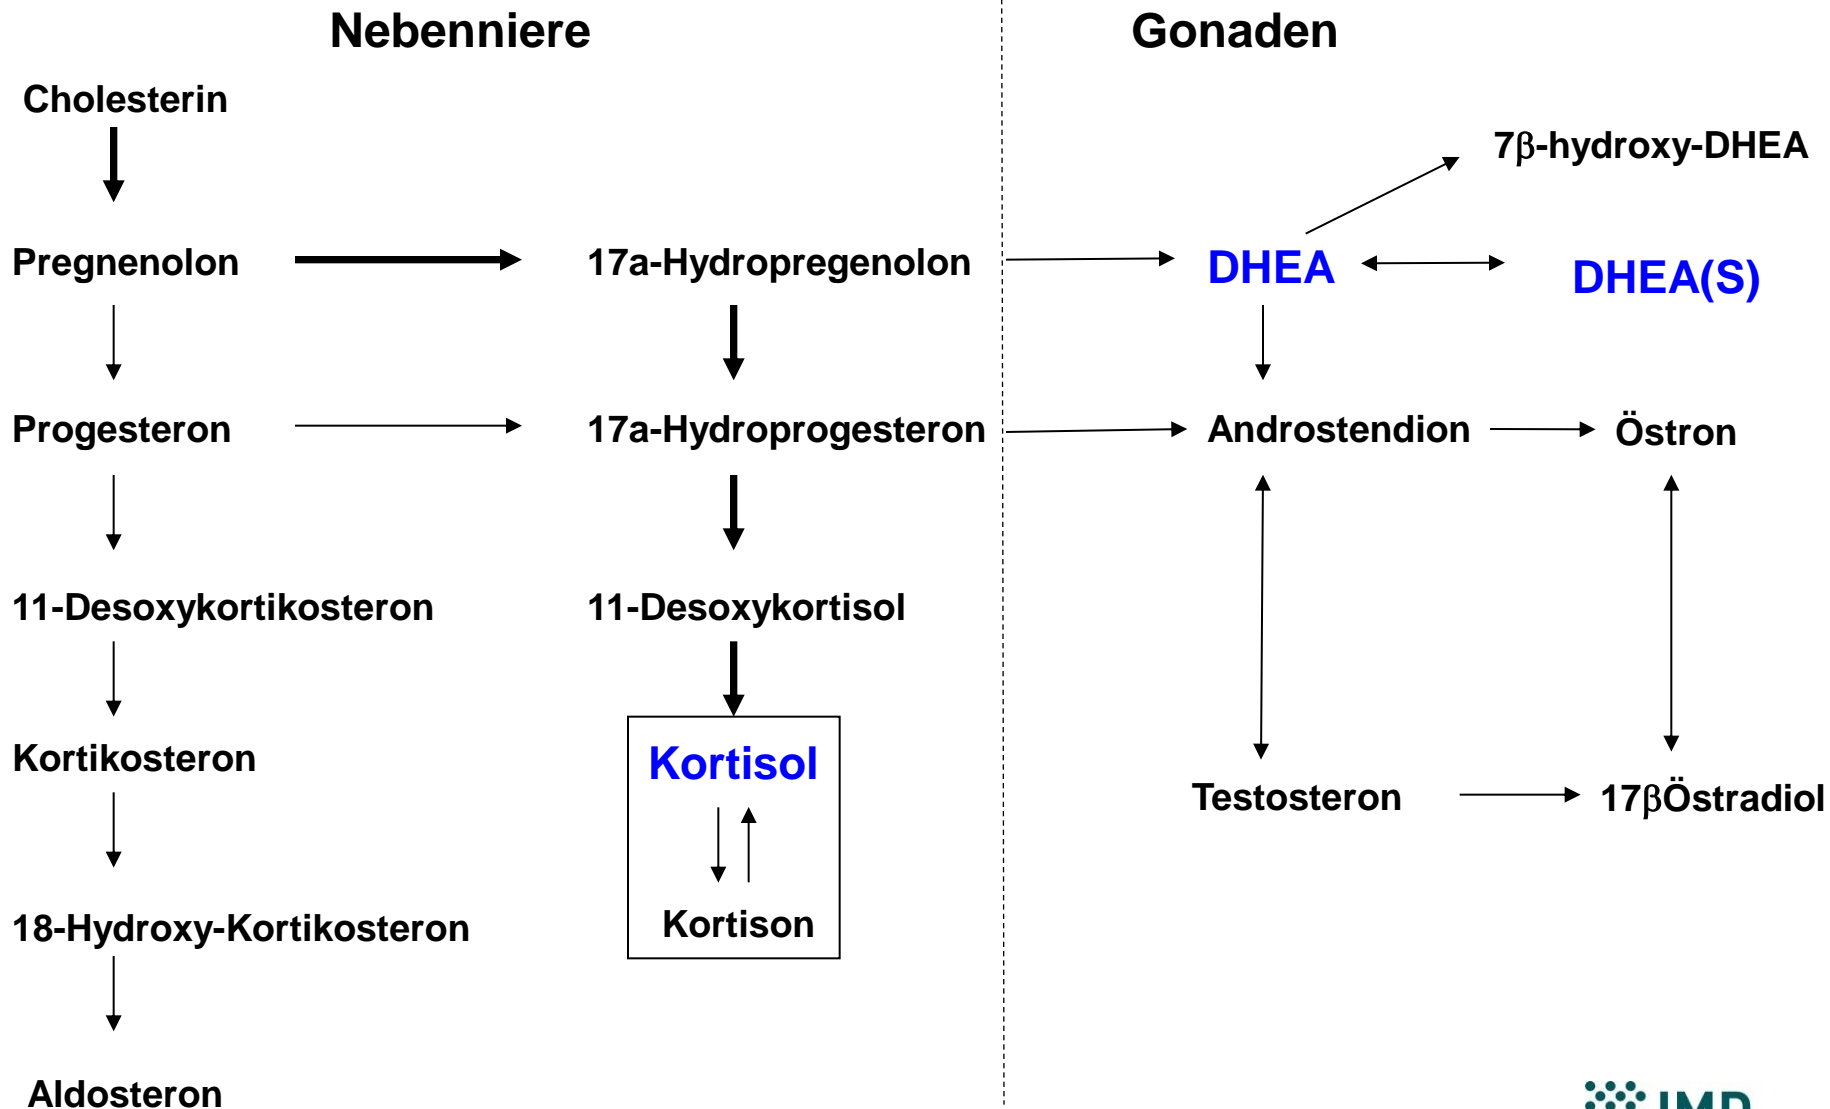 Nebenniere
Gonaden
Cholesterin
7β-hydroxy-DHEA
Pregnenolon
17a-Hydropregenolon
DHEA
DHEA(S)
Progesteron
17a-Hydroprogesteron
Androstendion
Östron
11-Desoxykortikosteron
11-Desoxykortisol
Kortikosteron
Kortisol
Testosteron
17βÖstradiol
18-Hydroxy-Kortikosteron
Kortison
Aldosteron
IMD